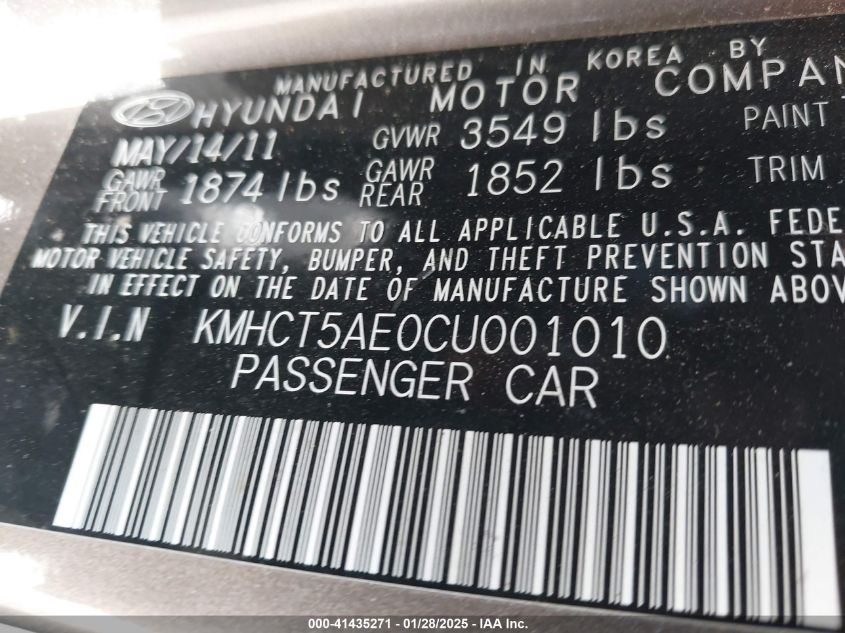 MANUFACTURED IN KOREA BY
HYUNDAI MOTOR COMPAN
MAY/14/11 GVWR 3549 lbs PAINT
GAWR FRONT 1874 lbs GAWR REAR 1852 lbs TRIM
THIS VEHICLE CONFORMS TO ALL APPLICABLE U.S.A. FEDE
MOTOR VEHICLE SAFETY, BUMPER, AND THEFT PREVENTION STA
IN EFFECT ON THE DATE OF MANUFACTURE SHOWN ABOV
V.I.N KMHCT5AE0CU001010
PASSENGER CAR
000-41435271 | 01/28/2025 - IAA Inc.